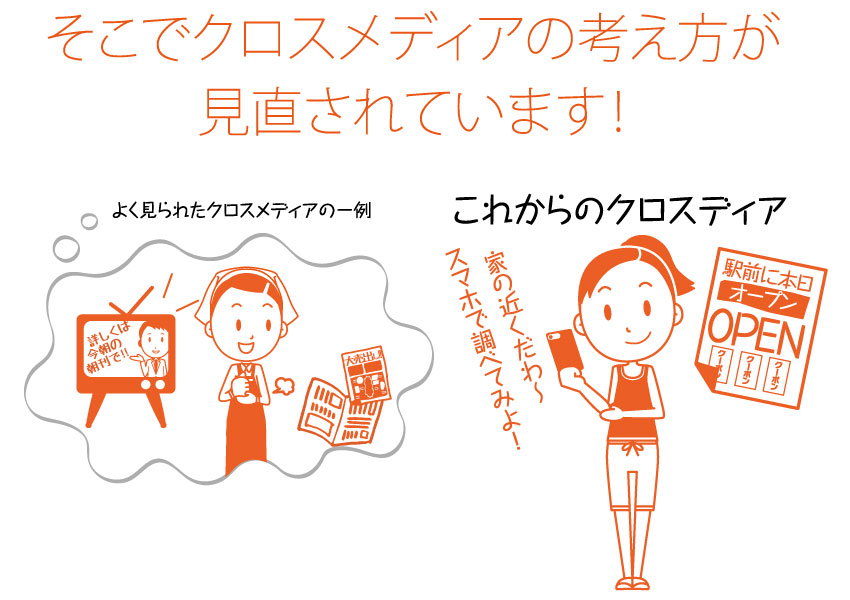 そこでクロスメディアの考え方が
見直されています!
よく見られたクロスメディアの一例
これからのクロスディア
詳しくは
今朝の
朝刊で!!
大売出し!!
家の近くだわ〜
スマホで調べてみよ!
駅前に本日
オープン
OPEN
クーポン
クーポン
クーポン